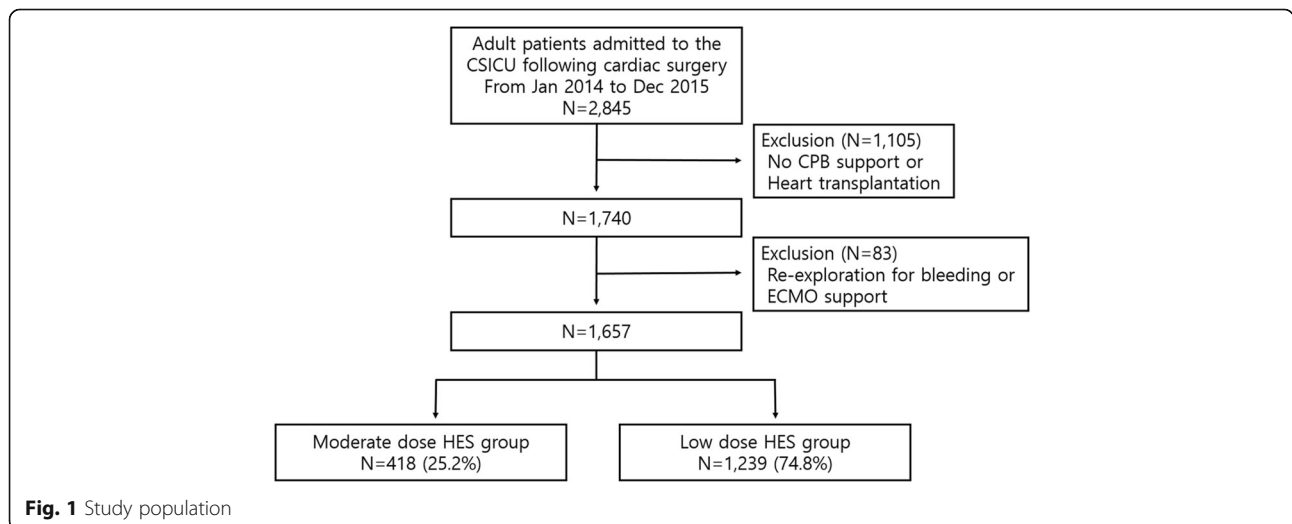 Adult patients admitted to the
CSICU following cardiac surgery
From Jan 2014 to Dec 2015
N=2,845
Exclusion (N=1,105)
No CPB support or
Heart transplantation
N=1,740
Exclusion (N=83)
Re-exploration for bleeding or
ECMO support
N=1,657
Moderate dose HES group
N=418 (25.2%)
Low dose HES group
N=1,239 (74.8%)
Fig. 1 Study population